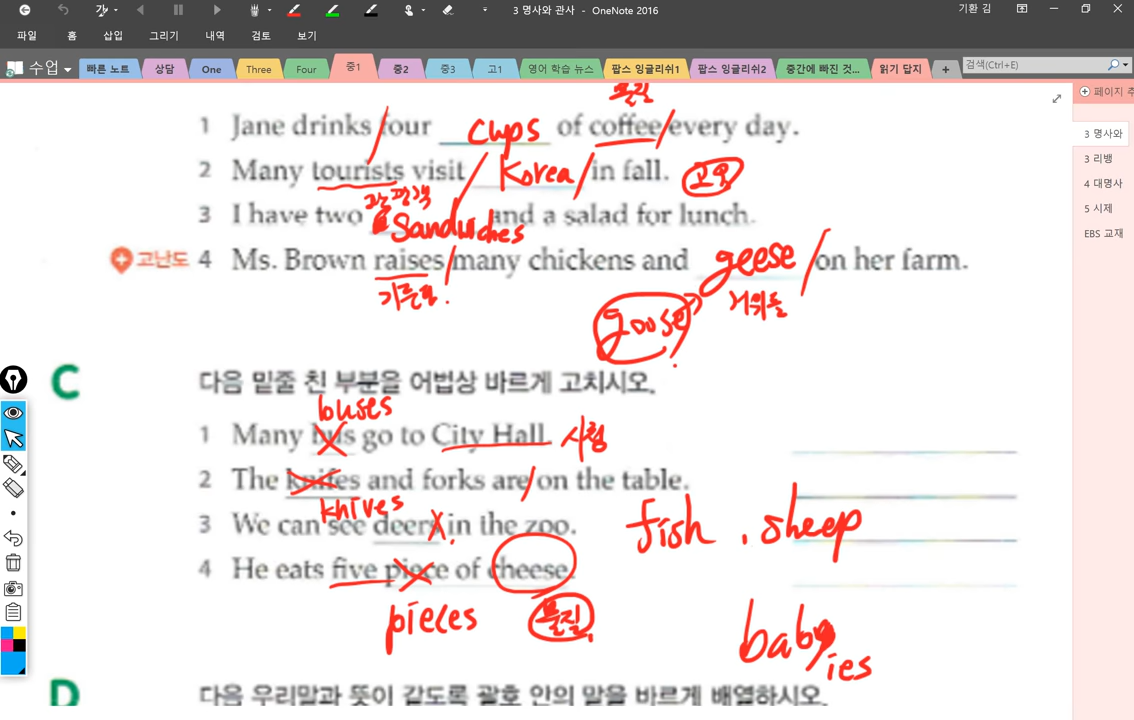 3 명사와 관사 - OneNote 2016
기환 김
파일 홈 삽입 그리기 내역 검토 보기
수업 빠른 노트 상담 One Three Four 중1 중2 중3 고1 영어 학습 뉴스 팝스 잉글리쉬1 팝스 잉글리쉬2 중간에 빠진 것... 읽기 답지 + 검색(Ctrl+E)
페이지 추
3 명사와
3 리뱅
4 대명사
5 시제
EBS 교재
물질
1 Jane drinks four cups of coffee every day.
2 Many tourists visit Korea in fall. 고유
관광객
3 I have two Sandwiches and a salad for lunch.
고난도 4 Ms. Brown raises many chickens and geese on her farm.
기른다.
거위들
goose
C 다음 밑줄 친 부분을 어법상 바르게 고치시오.
buses
1 Many bus go to City Hall. 시청
2 The knifes and forks are on the table.
knives
3 We can see deers in the zoo.
fish, sheep
4 He eats five piece of cheese.
pieces 물질
babies
D 다음 우리말과 뜻이 같도록 괄호 안의 말을 바르게 배열하시오.